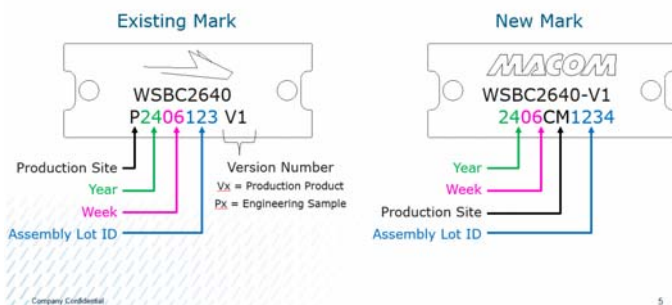 Existing Mark
WSBC2640
P2406123 V1
Production Site
Year
Week
Assembly Lot ID
Version Number
Vx = Production Product
Px = Engineering Sample
New Mark
MACOM
WSBC2640-V1
2406CM1234
Year
Week
Production Site
Assembly Lot ID
Company Confidential
5